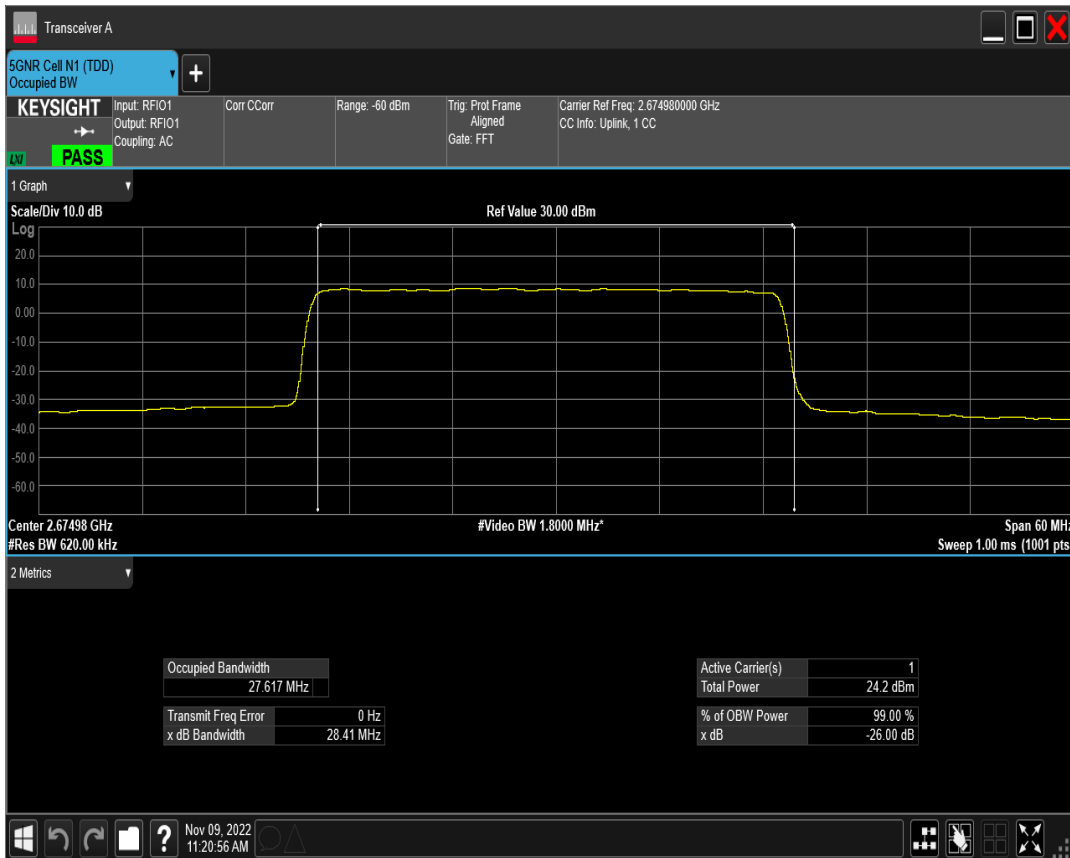 Transceiver A
5GNR Cell N1 (TDD)
Occupied BW
+
KEYSIGHT
LXI
PASS
Input: RFIO1
Output: RFIO1
Coupling: AC
Corr CCorr
Range: -60 dBm
Trig: Prot Frame
Aligned
Gate: FFT
Carrier Ref Freq: 2.674980000 GHz
CC Info: Uplink, 1 CC
1 Graph
Scale/Div 10.0 dB
Ref Value 30.00 dBm
Log
20.0
10.0
0.00
-10.0
-20.0
-30.0
-40.0
-50.0
-60.0
Center 2.67498 GHz
#Video BW 1.8000 MHz*
Span 60 MHz
#Res BW 620.00 kHz
Sweep 1.00 ms (1001 pts
2 Metrics
Occupied Bandwidth
27.617 MHz
Transmit Freq Error 0 Hz
x dB Bandwidth 28.41 MHz
Active Carrier(s) 1
Total Power 24.2 dBm
% of OBW Power 99.00 %
x dB -26.00 dB
?
Nov 09, 2022
11:20:56 AM